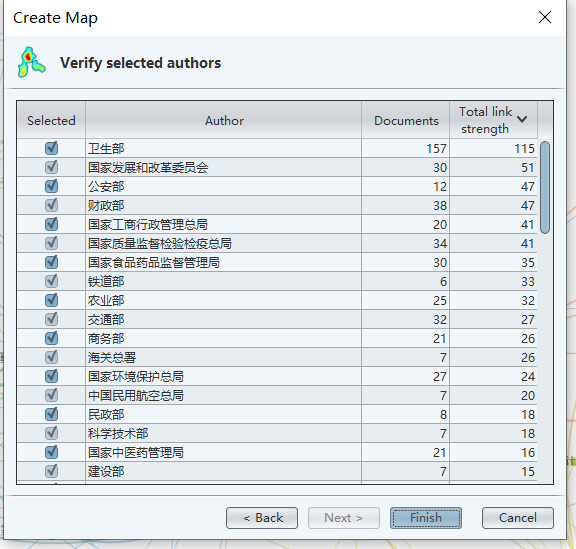 Create Map
Verify selected authors
Selected Author Documents Total link strength
卫生部 157 115
国家发展和改革委员会 30 51
公安部 12 47
财政部 38 47
国家工商行政管理总局 20 41
国家质量监督检验检疫总局 34 41
国家食品药品监督管理局 30 35
铁道部 6 33
农业部 25 32
交通部 32 27
商务部 21 26
海关总署 7 26
国家环境保护总局 27 24
中国民用航空总局 7 20
民政部 8 18
科学技术部 7 18
国家中医药管理局 21 16
建设部 7 15
< Back Next > Finish Cancel